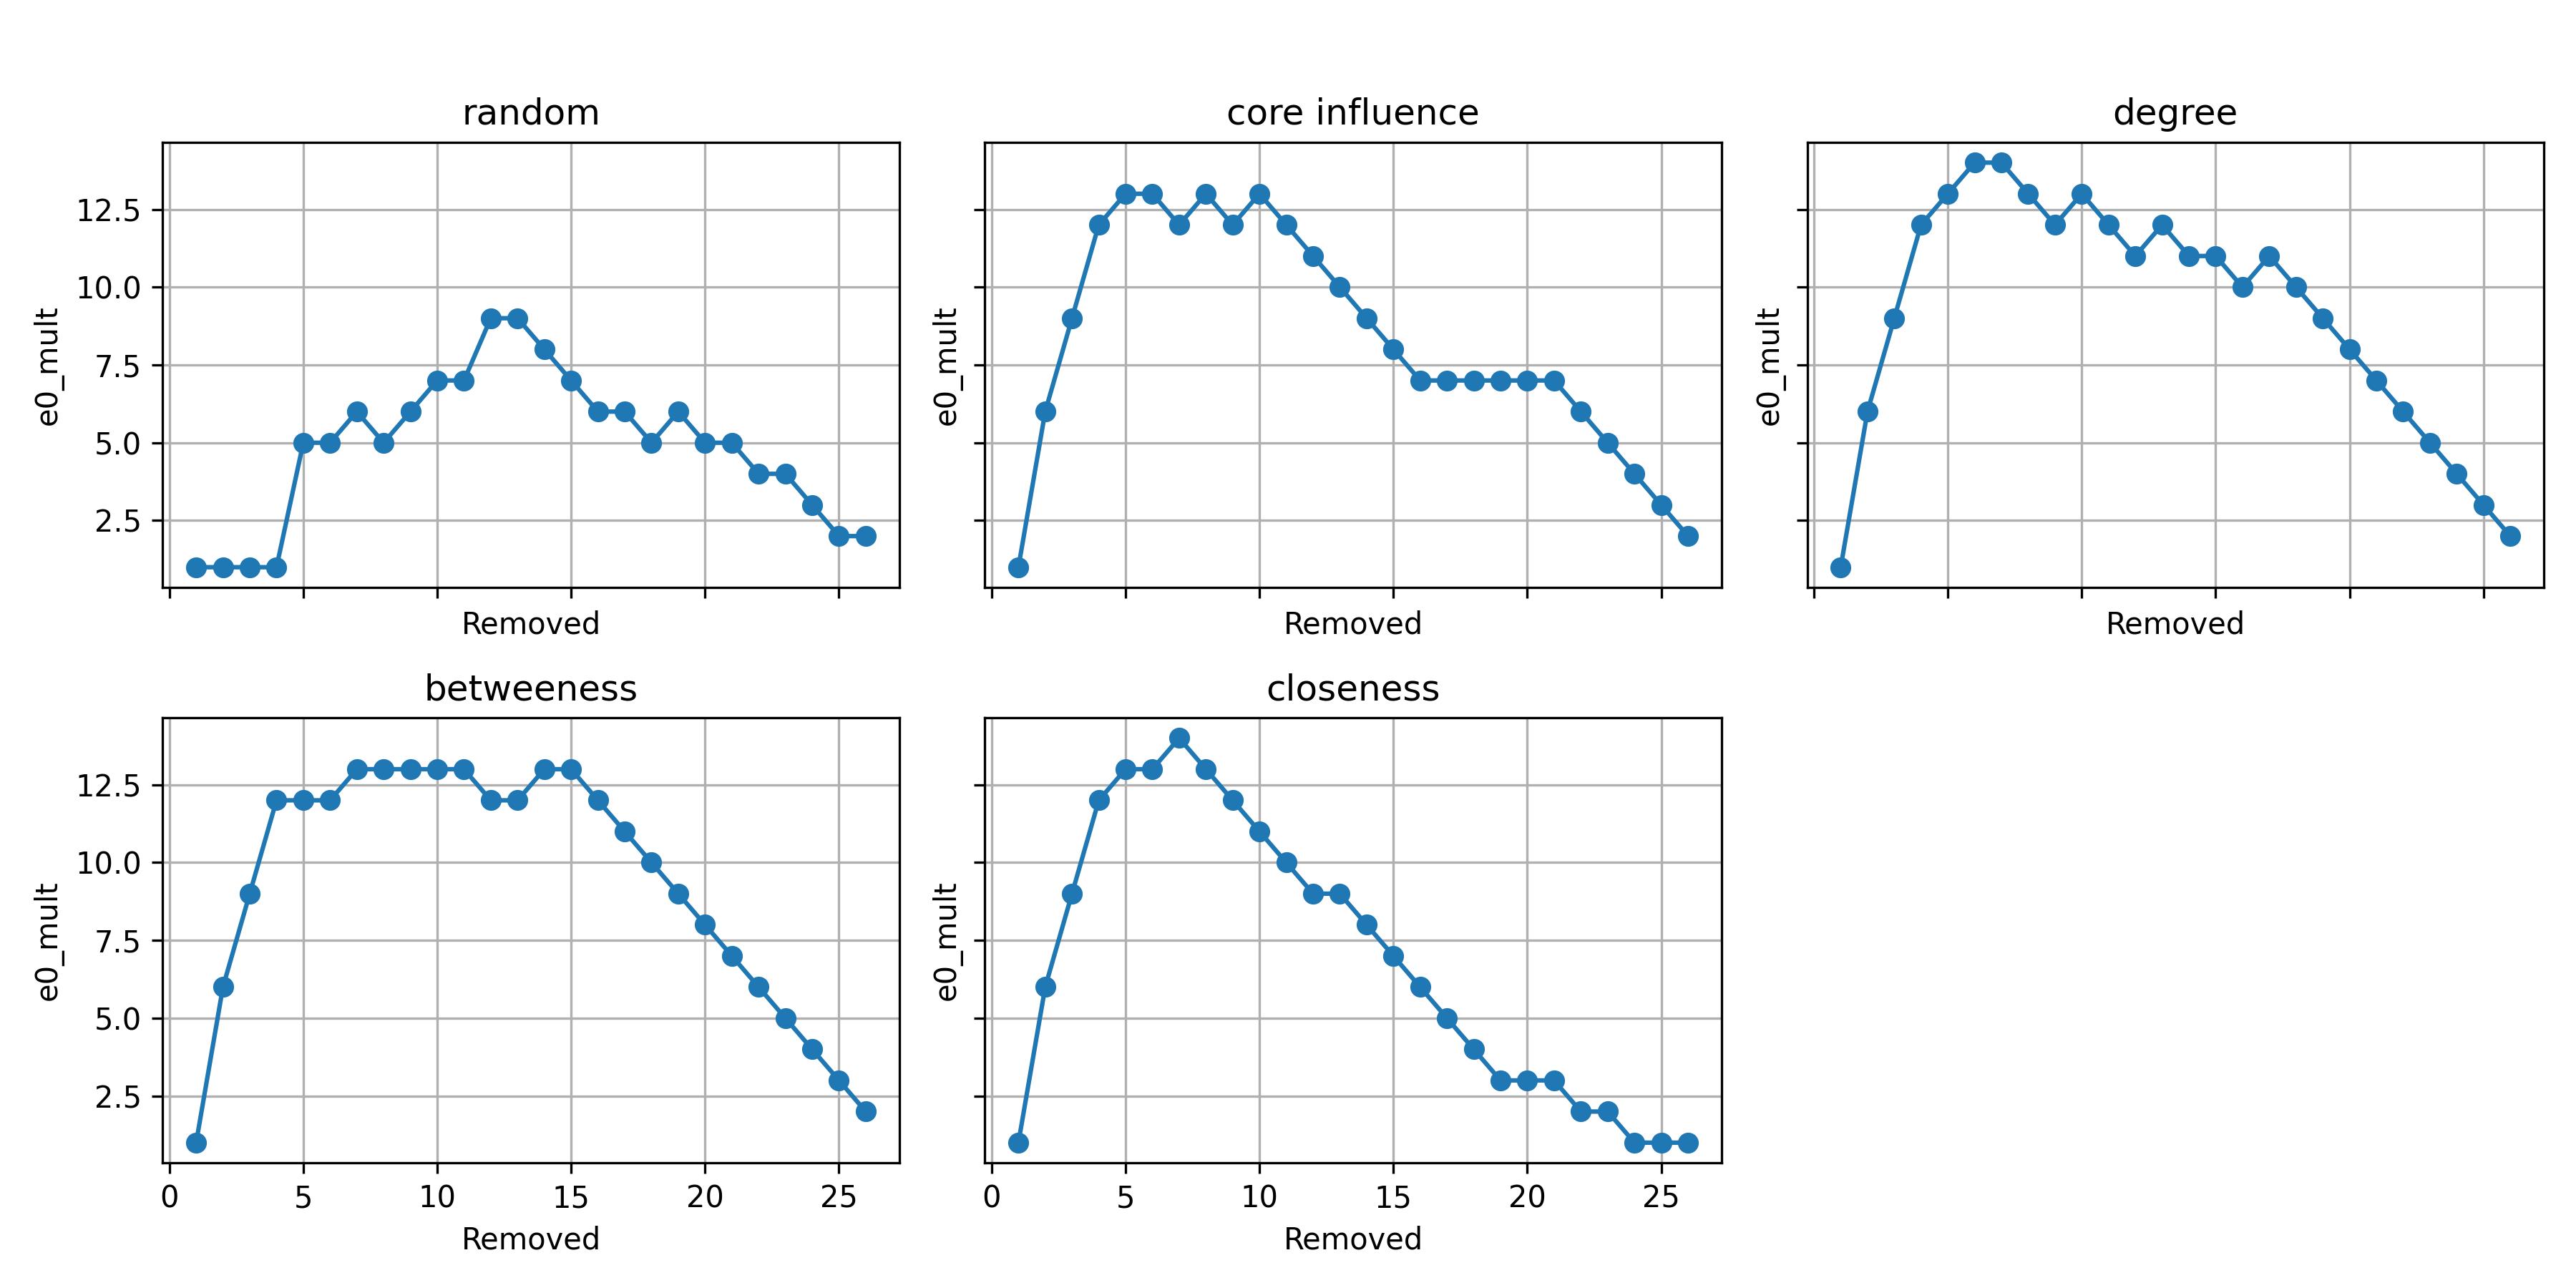 random
core influence
degree
12.5
10.0
7.5
5.0
2.5
e0_mult
e0_mult
e0_mult
Removed
Removed
Removed
betweeness
closeness
12.5
10.0
7.5
5.0
2.5
e0_mult
e0_mult
0 5 10 15 20 25
0 5 10 15 20 25
Removed
Removed